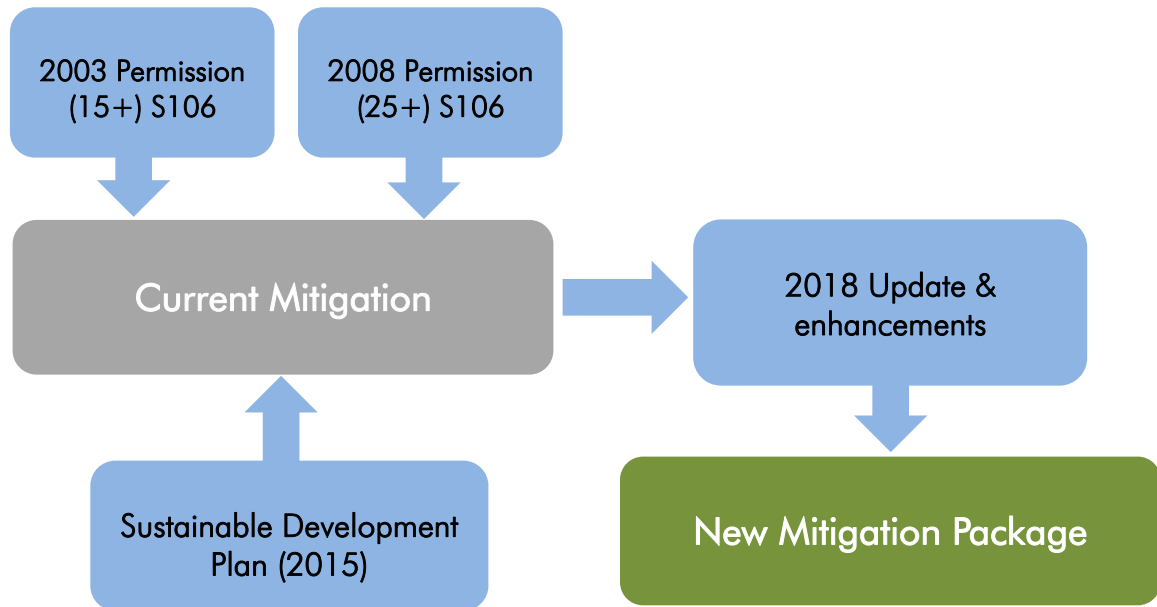 2003 Permission
(15+) S106
2008 Permission
(25+) S106
Current Mitigation
2018 Update &
enhancements
Sustainable Development
Plan (2015)
New Mitigation Package